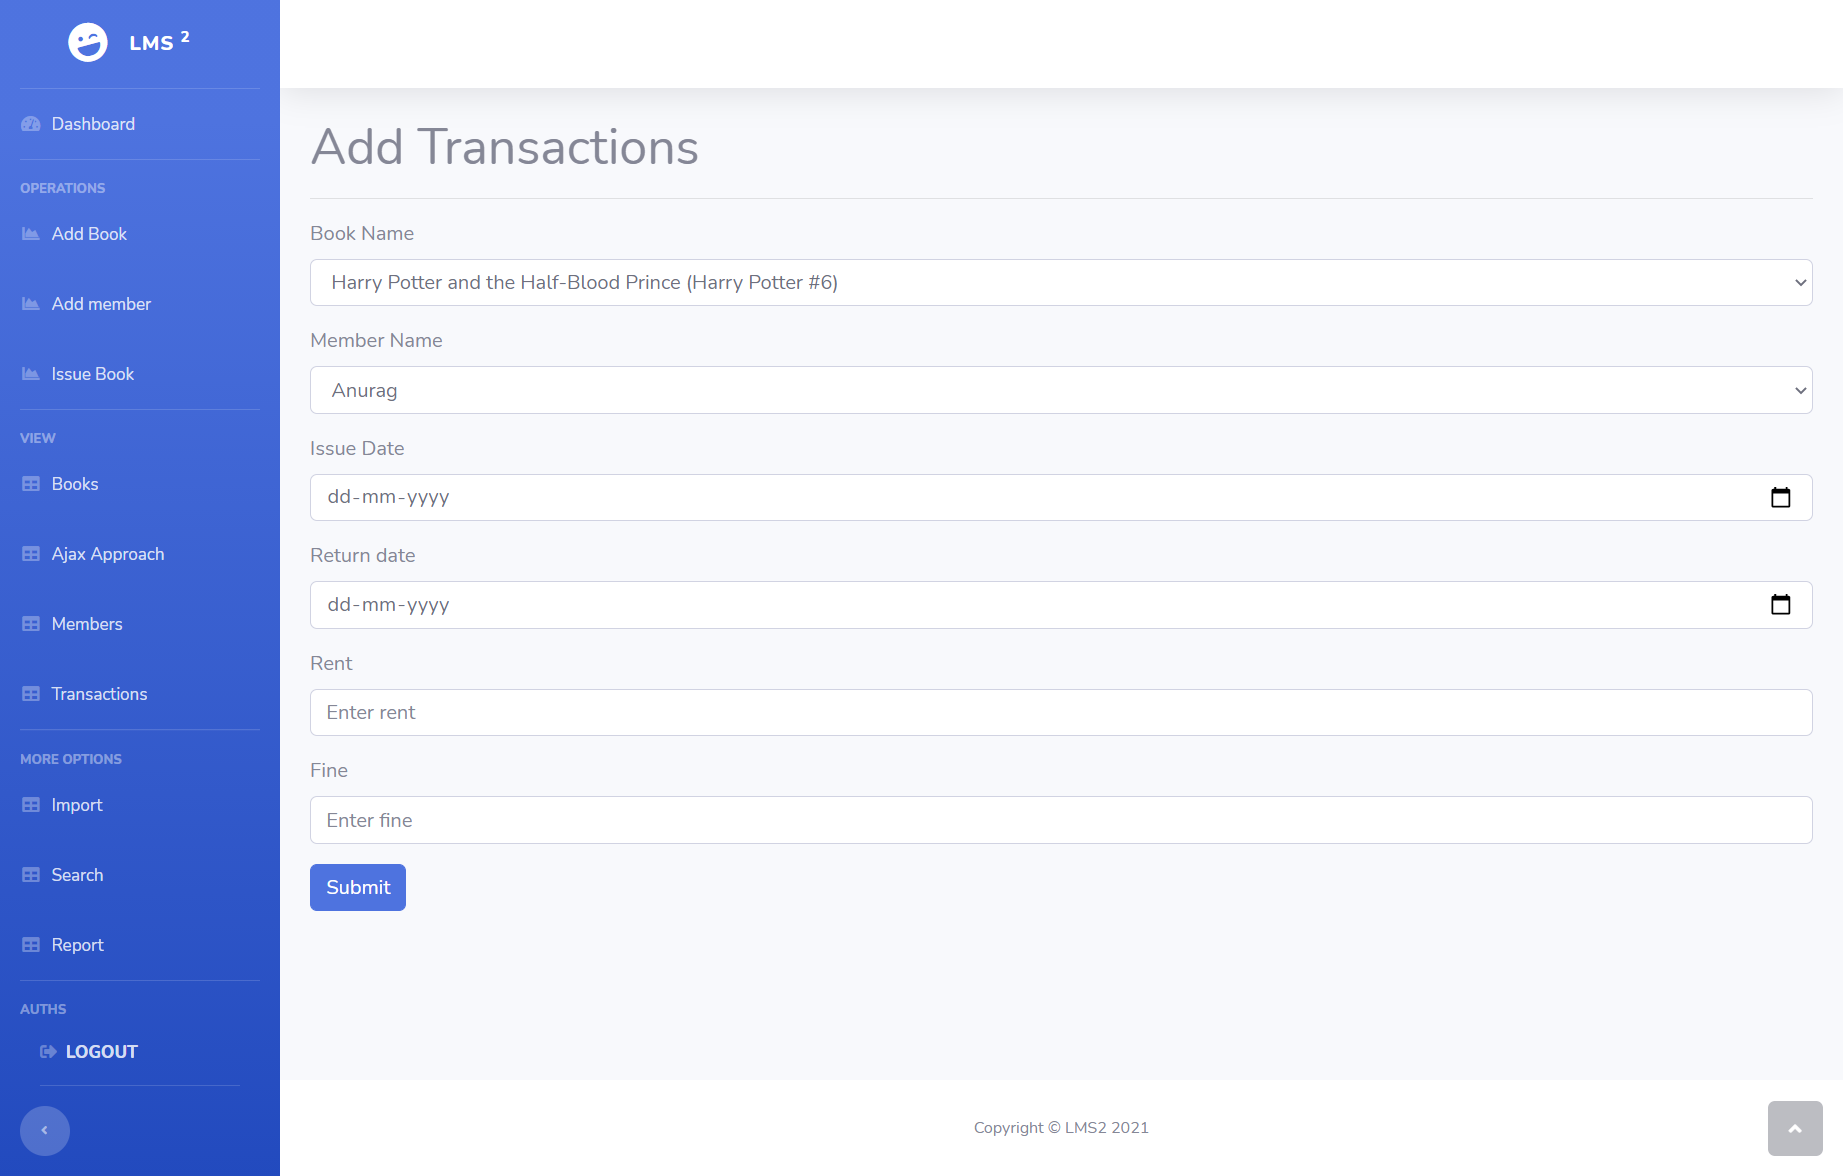 LMS 2
Dashboard
OPERATIONS
Add Book
Add member
Issue Book
VIEW
Books
Ajax Approach
Members
Transactions
MORE OPTIONS
Import
Search
Report
AUTHS
LOGOUT
Add Transactions
Book Name
Harry Potter and the Half-Blood Prince (Harry Potter #6)
Member Name
Anurag
Issue Date
dd-mm-yyyy
Return date
dd-mm-yyyy
Rent
Enter rent
Fine
Enter fine
Submit
Copyright © LMS2 2021